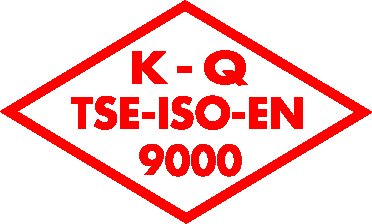 K - Q
TSE-ISO-EN
9000